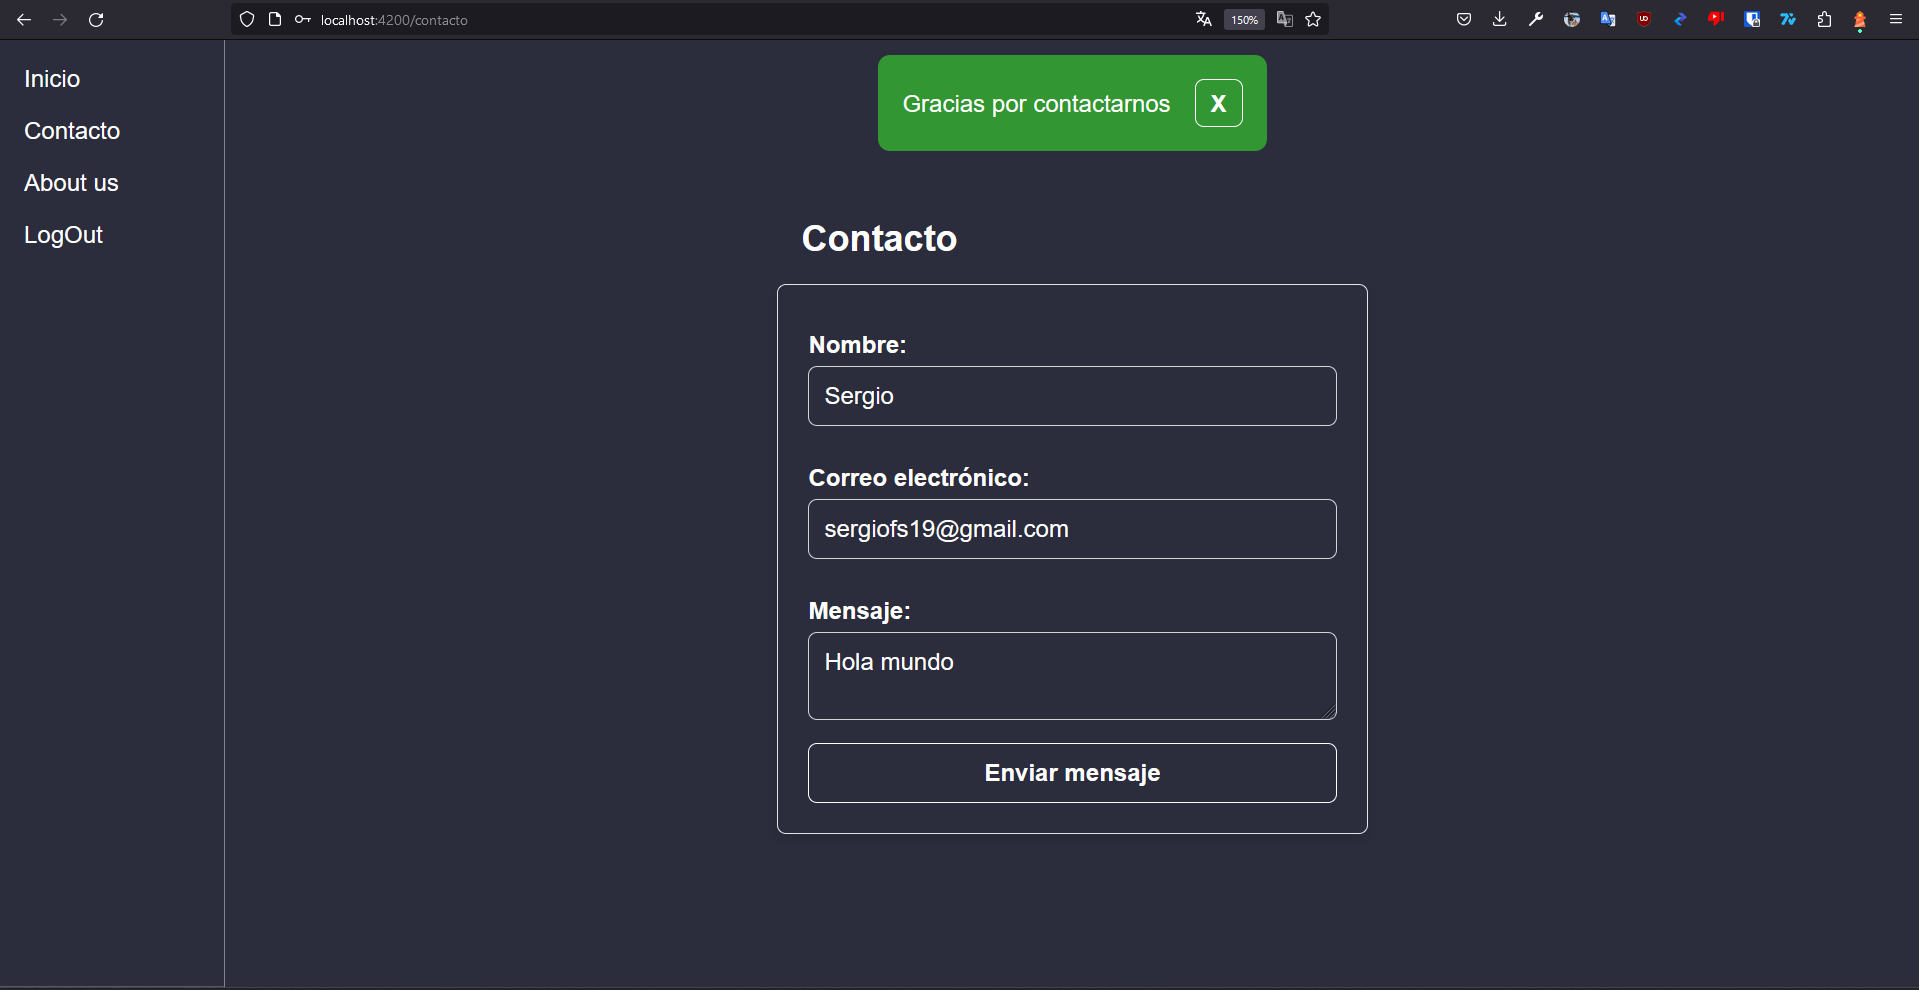 localhost:4200/contacto
150%
Inicio
Contacto
About us
LogOut
Gracias por contactarnos X
Contacto
Nombre:
Sergio
Correo electrónico:
sergiofs19@gmail.com
Mensaje:
Hola mundo
Enviar mensaje